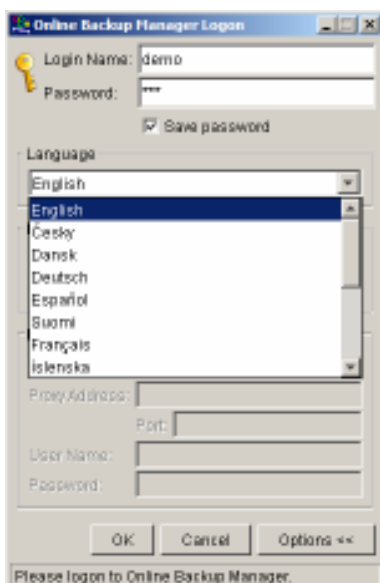 Online Backup Manager Logon
Login Name: demo
Password: ***
Save password
Language
English
English
Česky
Dansk
Deutsch
Español
Suomi
Français
Íslenska
Proxy Address:
Port:
User Name:
Password:
OK Cancel Options <<
Please logon to Online Backup Manager.